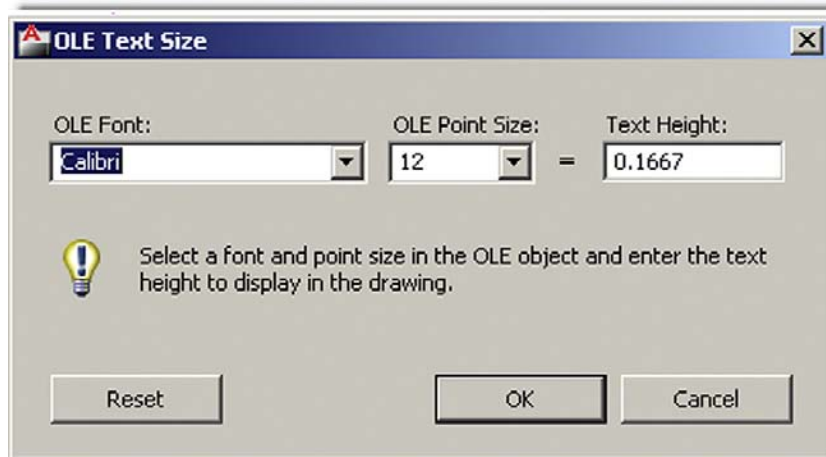 OLE Text Size
OLE Font: OLE Point Size: Text Height:
Calibri 12 = 0.1667
Select a font and point size in the OLE object and enter the text
height to display in the drawing.
Reset OK Cancel